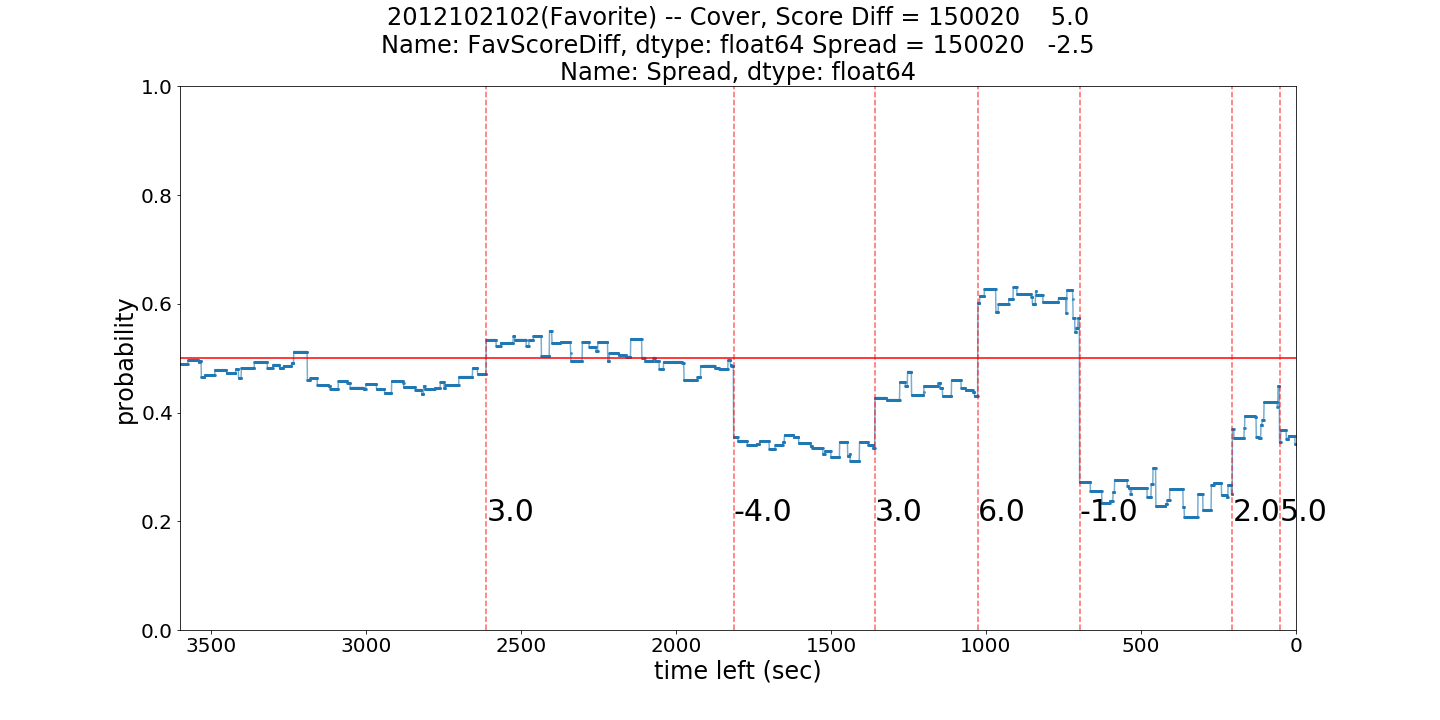 2012102102(Favorite) -- Cover, Score Diff = 150020    5.0
Name: FavScoreDiff, dtype: float64 Spread = 150020   -2.5
Name: Spread, dtype: float64
1.0
0.8
0.6
0.4
0.2
0.0
probability
3.0
-4.0
3.0
6.0
-1.0
2.0
5.0
3500 3000 2500 2000 1500 1000 500 0
time left (sec)